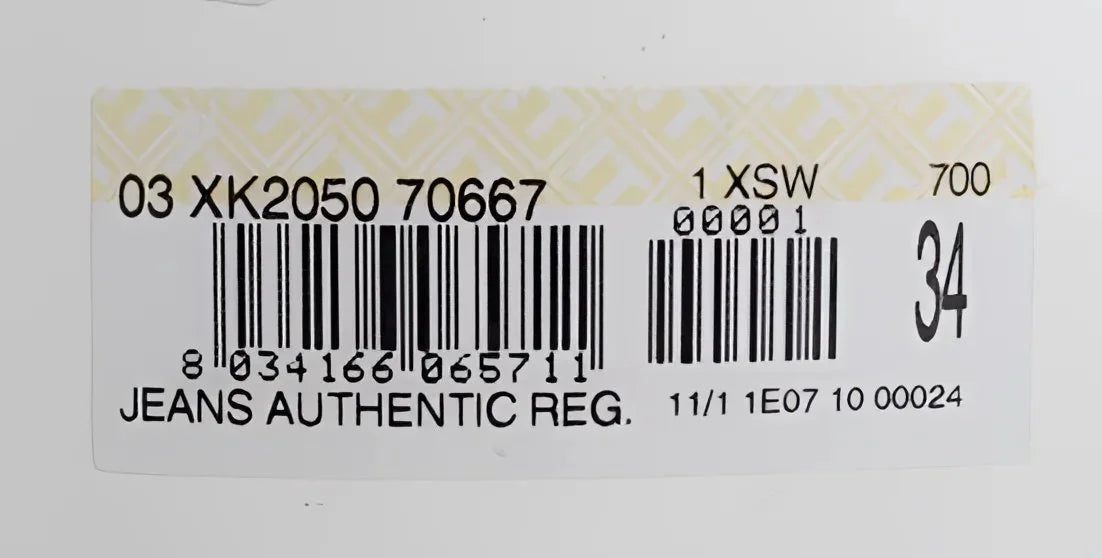 03 XK2050 70667
1 XSW 700
00001
34
8 034166 065711
JEANS AUTHENTIC REG.
11/1 1E07 10 00024